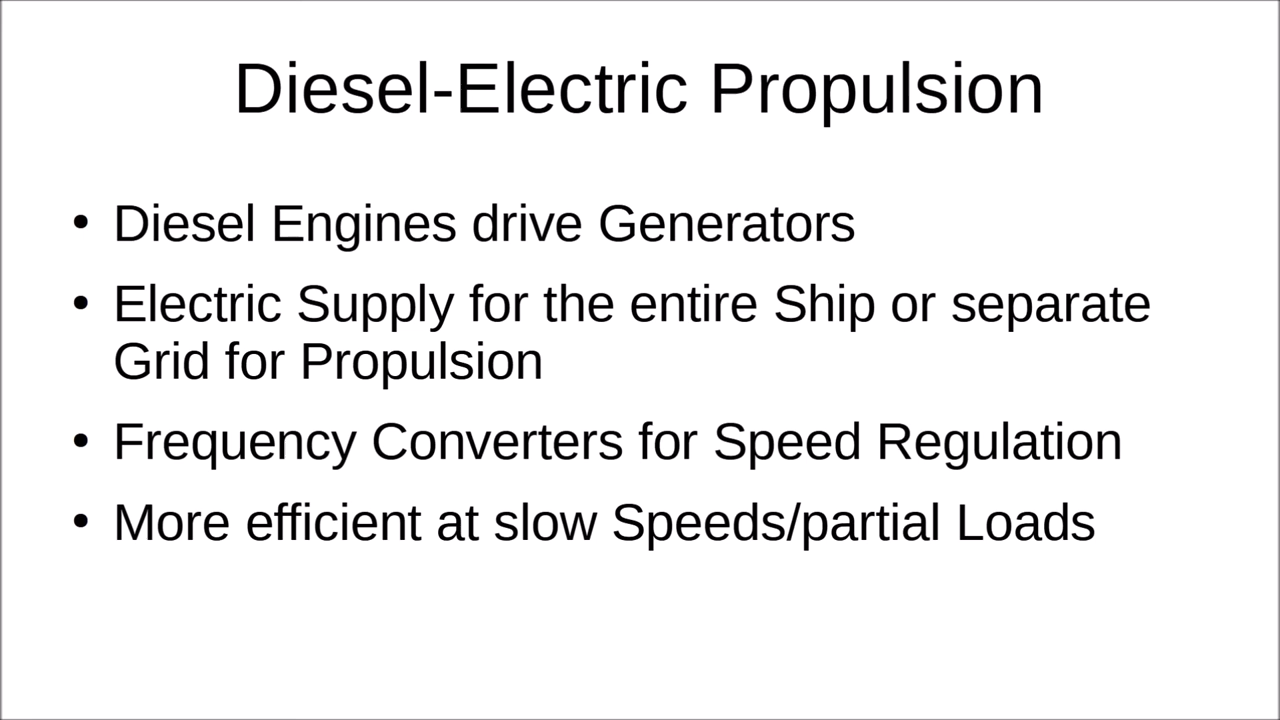 Diesel-Electric Propulsion
• Diesel Engines drive Generators
• Electric Supply for the entire Ship or separate
Grid for Propulsion
• Frequency Converters for Speed Regulation
• More efficient at slow Speeds/partial Loads